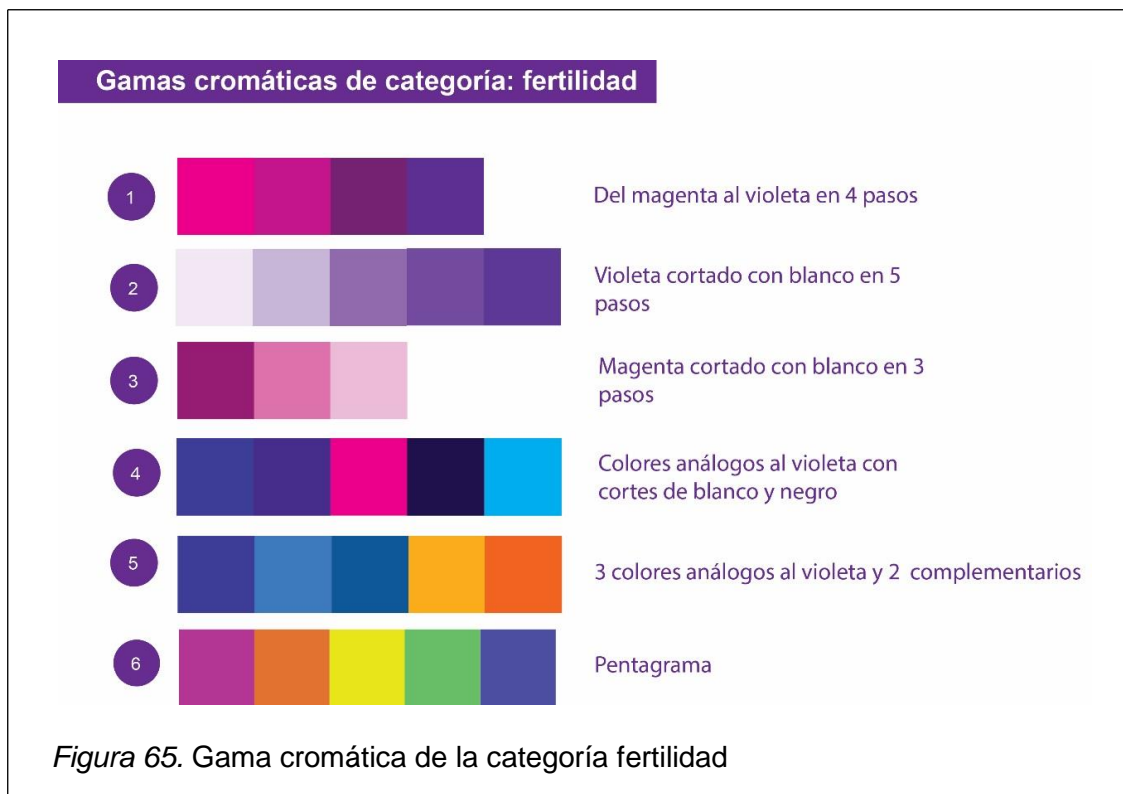 Gamas cromáticas de categoría: fertilidad
1
Del magenta al violeta en 4 pasos
2
Violeta cortado con blanco en 5
pasos
3
Magenta cortado con blanco en 3
pasos
4
Colores análogos al violeta con
cortes de blanco y negro
5
3 colores análogos al violeta y 2 complementarios
6
Pentagrama
Figura 65. Gama cromática de la categoría fertilidad